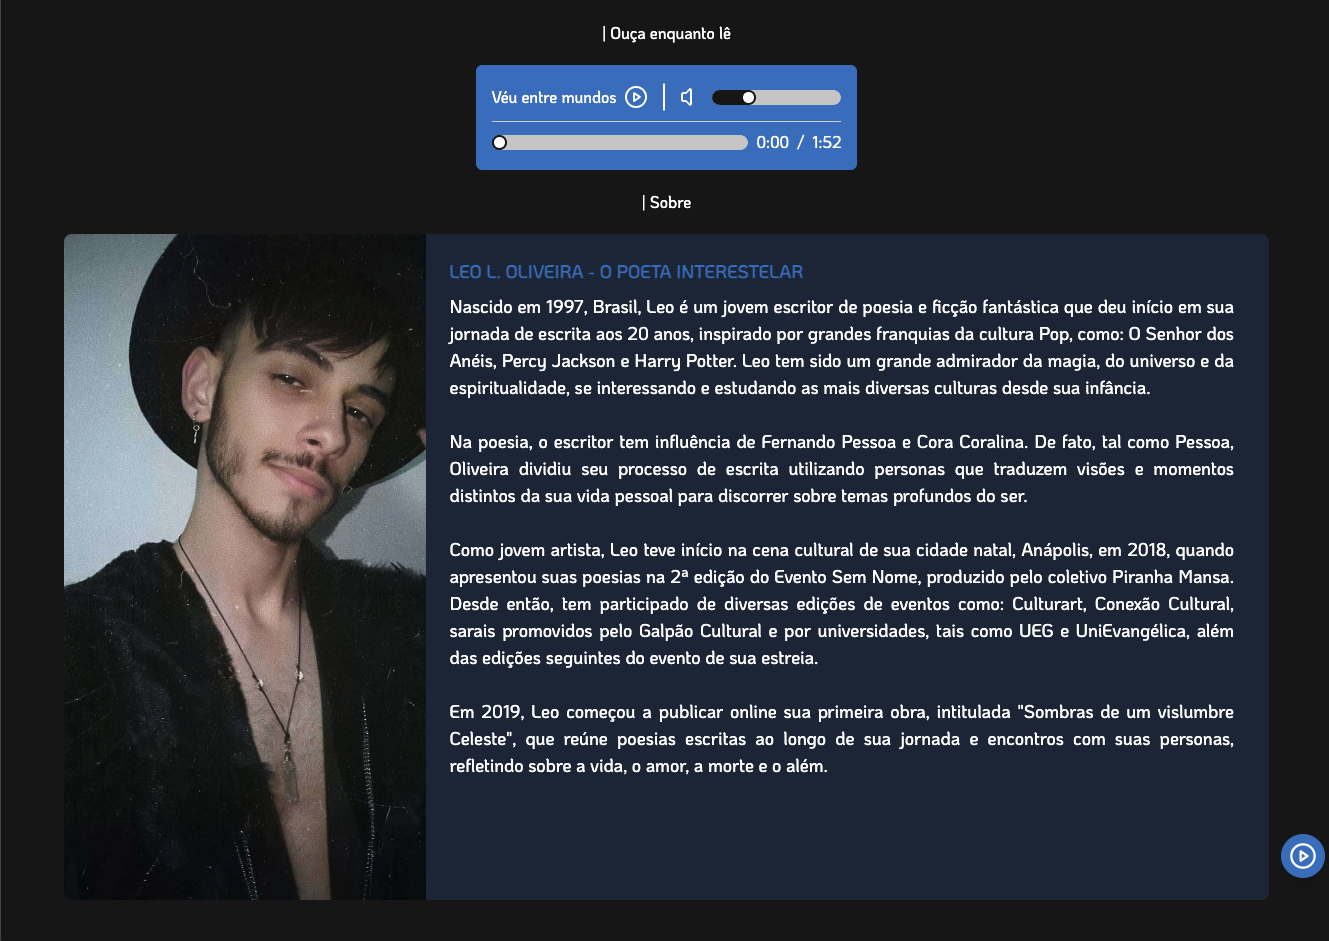 | Ouça enquanto lê
Véu entre mundos
0:00 / 1:52
| Sobre
LEO L. OLIVEIRA - O POETA INTERESTELAR
Nascido em 1997, Brasil, Leo é um jovem escritor de poesia e ficção fantástica que deu início em sua
jornada de escrita aos 20 anos, inspirado por grandes franquias da cultura Pop, como: O Senhor dos
Anéis, Percy Jackson e Harry Potter. Leo tem sido um grande admirador da magia, do universo e da
espiritualidade, se interessando e estudando as mais diversas culturas desde sua infância.
Na poesia, o escritor tem influência de Fernando Pessoa e Cora Coralina. De fato, tal como Pessoa,
Oliveira dividiu seu processo de escrita utilizando personas que traduzem visões e momentos
distintos da sua vida pessoal para discorrer sobre temas profundos do ser.
Como jovem artista, Leo teve início na cena cultural de sua cidade natal, Anápolis, em 2018, quando
apresentou suas poesias na 2ª edição do Evento Sem Nome, produzido pelo coletivo Piranha Mansa.
Desde então, tem participado de diversas edições de eventos como: Culturart, Conexão Cultural,
sarais promovidos pelo Galpão Cultural e por universidades, tais como UEG e UniEvangélica, além
das edições seguintes do evento de sua estreia.
Em 2019, Leo começou a publicar online sua primeira obra, intitulada "Sombras de um vislumbre
Celeste", que reúne poesias escritas ao longo de sua jornada e encontros com suas personas,
refletindo sobre a vida, o amor, a morte e o além.